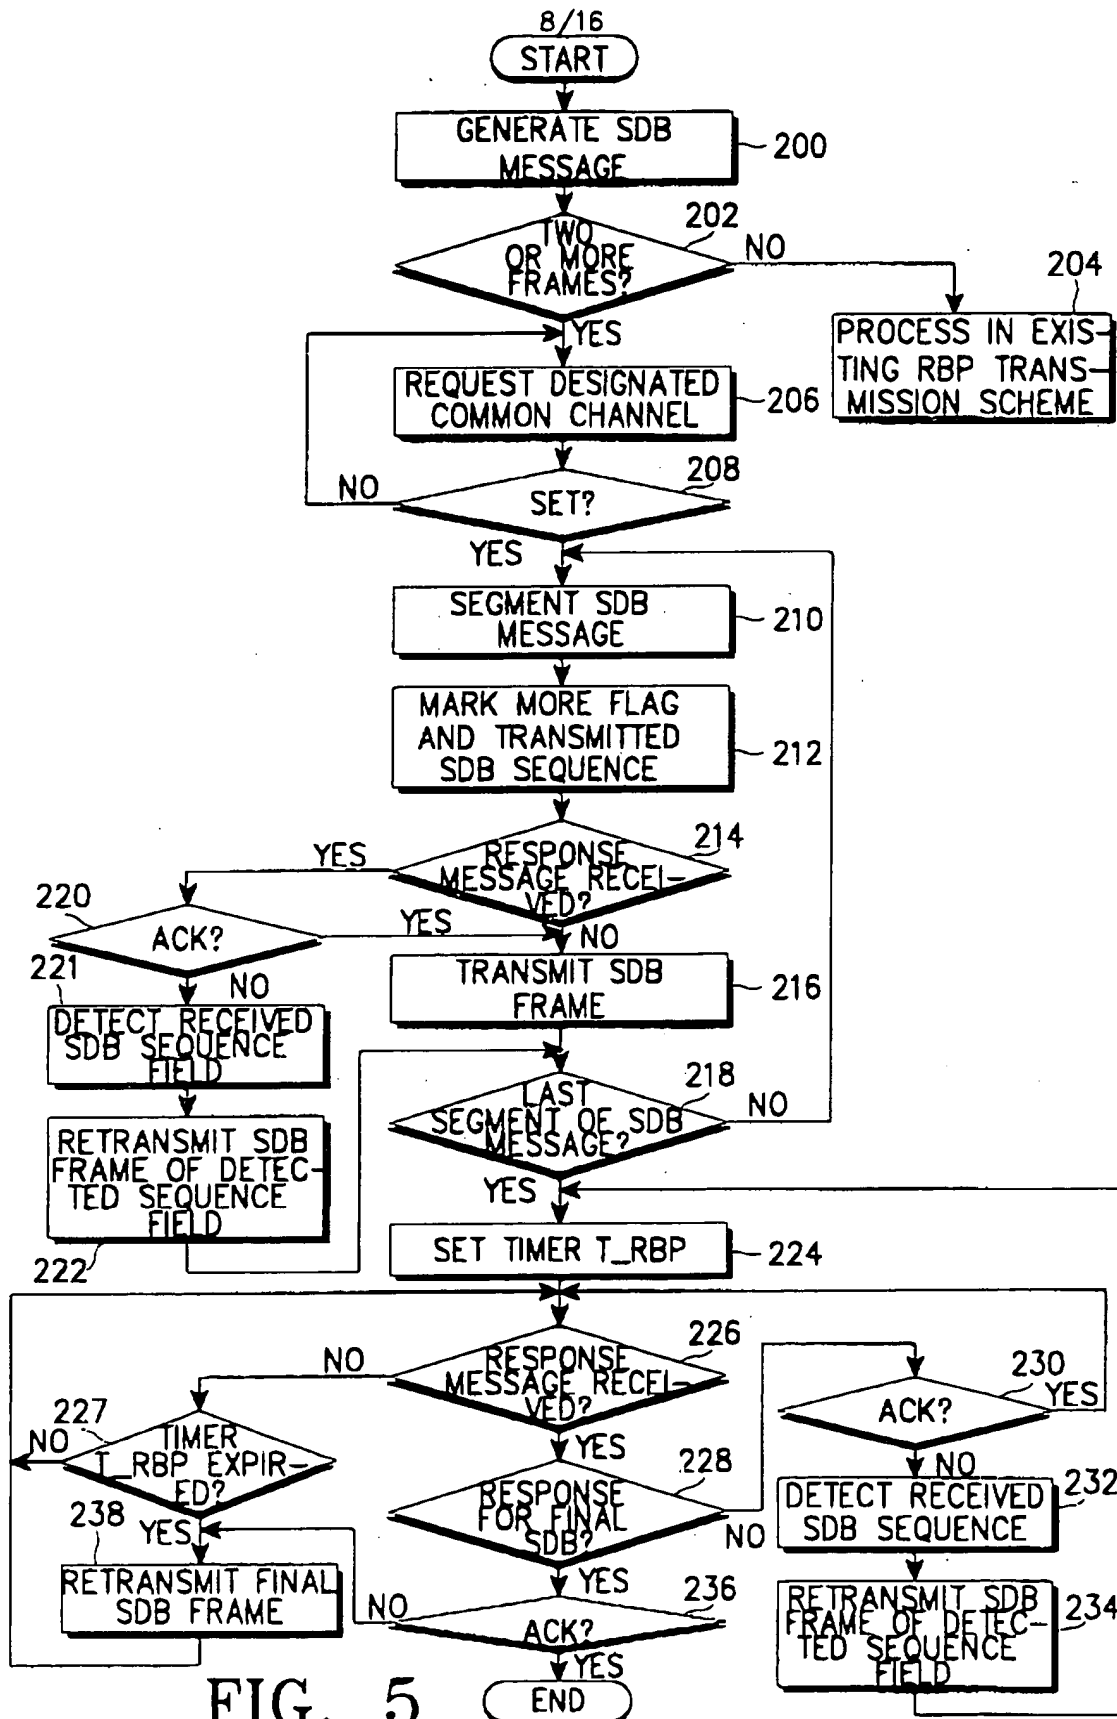 8/16
START
GENERATE SDB
MESSAGE
200
TWO
OR MORE
FRAMES?
202
NO
204
PROCESS IN EXIS-
TING RBP TRANS-
MISSION SCHEME
YES
REQUEST DESIGNATED
COMMON CHANNEL
206
208
NO
SET?
YES
SEGMENT SDB
MESSAGE
210
MARK MORE FLAG
AND TRANSMITTED
SDB SEQUENCE
212
214
YES
RESPONSE
MESSAGE RECEI-
VED?
220
ACK?
YES
NO
221
NO
DETECT RECEIVED
SDB SEQUENCE
FIELD
TRANSMIT SDB
FRAME
216
RETRANSMIT SDB
FRAME OF DETEC-
TED SEQUENCE
FIELD
222
LAST
SEGMENT OF SDB
MESSAGE?
218
NO
YES
SET TIMER T_RBP
224
226
NO
RESPONSE
MESSAGE RECEI-
VED?
YES
227
NO
TIMER
T_RBP EXPIR-
ED?
YES
228
RESPONSE
FOR FINAL
SDB?
NO
YES
230
ACK?
YES
NO
DETECT RECEIVED
SDB SEQUENCE
232
RETRANSMIT SDB
FRAME OF DETEC-
TED SEQUENCE
FIELD
234
238
RETRANSMIT FINAL
SDB FRAME
236
NO
ACK?
YES
END
FIG. 5